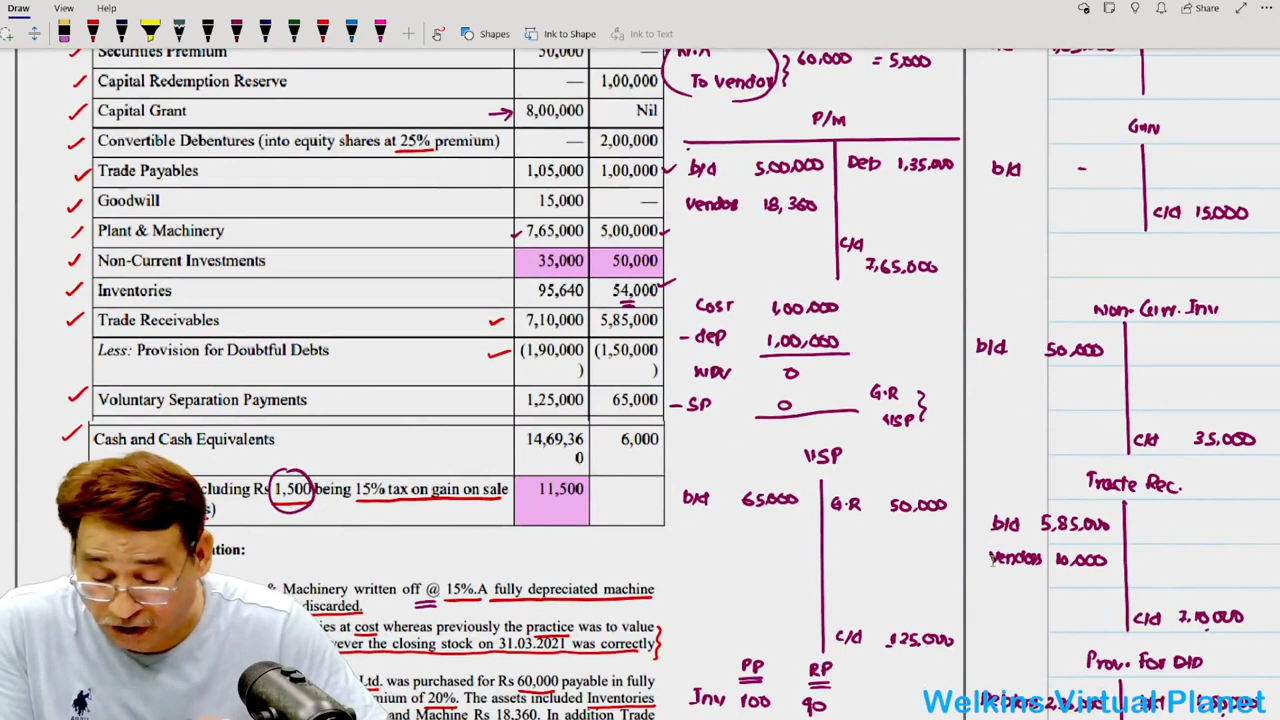 Draw View Help
Share
Shapes Ink to Shape Ink to Text
Securities Premium 50,000 —
Capital Redemption Reserve — 1,00,000
Capital Grant 8,00,000 Nil
Convertible Debentures (into equity shares at 25% premium) — 2,00,000
Trade Payables 1,05,000 1,00,000
Goodwill 15,000 —
Plant & Machinery 7,65,000 5,00,000
Non-Current Investments 35,000 50,000
Inventories 95,640 54,000
Trade Receivables 7,10,000 5,85,000
Less: Provision for Doubtful Debts (1,90,000 (1,50,000
) )
Voluntary Separation Payments 1,25,000 65,000
Cash and Cash Equivalents 14,69,36 6,000
0
cluding Rs 1,500 being 15% tax on gain on sale 11,500
s)
ation:
& Machinery written off @ 15%.A fully depreciated machine
discarded.
ies at cost whereas previously the practice was to value
wever the closing stock on 31.03.2021 was correctly
Ltd. was purchased for Rs 60,000 payable in fully
mium of 20%. The assets included Inventories
and Machine Rs 18,360. In addition Trade
N.A
To Vendor } 60,000 = 5,000
P/M
b/d 5,00,000 Dep 1,35,000
Vendor 18,360
c/d
7,65,000
Cost 1,00,000
- dep 1,00,000
WDV 0
- SP 0
G.R
VSP }
VSP
b/d 65,000 G.R 50,000
c/d 125,000
PP RP
Inv 100 90
G/W
b/d -
c/d 15,000
Non-Curr. Inv
b/d 50,000
c/d 35,000
Trade Rec.
b/d 5,85,000
Vendors 10,000
c/d 7,10,000
Prov. For D/D
Welkins Virtual Planet